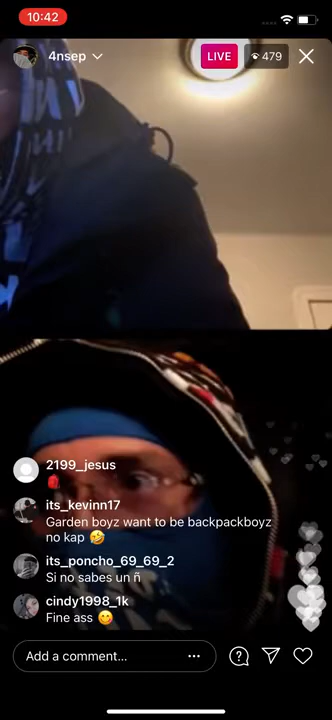 10:42
4nsep
LIVE
479
2199_jesus
its_kevinn17
Garden boyz want to be backpackboyz
no kap 🤣
its_poncho_69_69_2
Si no sabes un ñ
cindy1998_1k
Fine ass 😋
Add a comment...